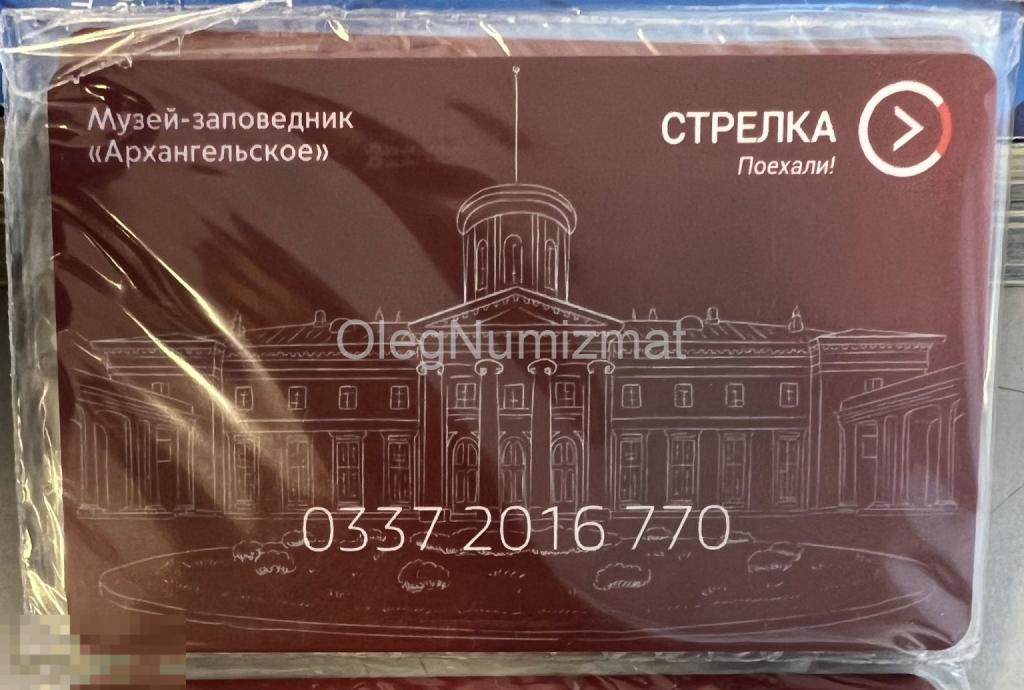 Музей-заповедник
«Архангельское»
СТРЕЛКА
Поехали!
OlegNumizmat
0337 2016 770